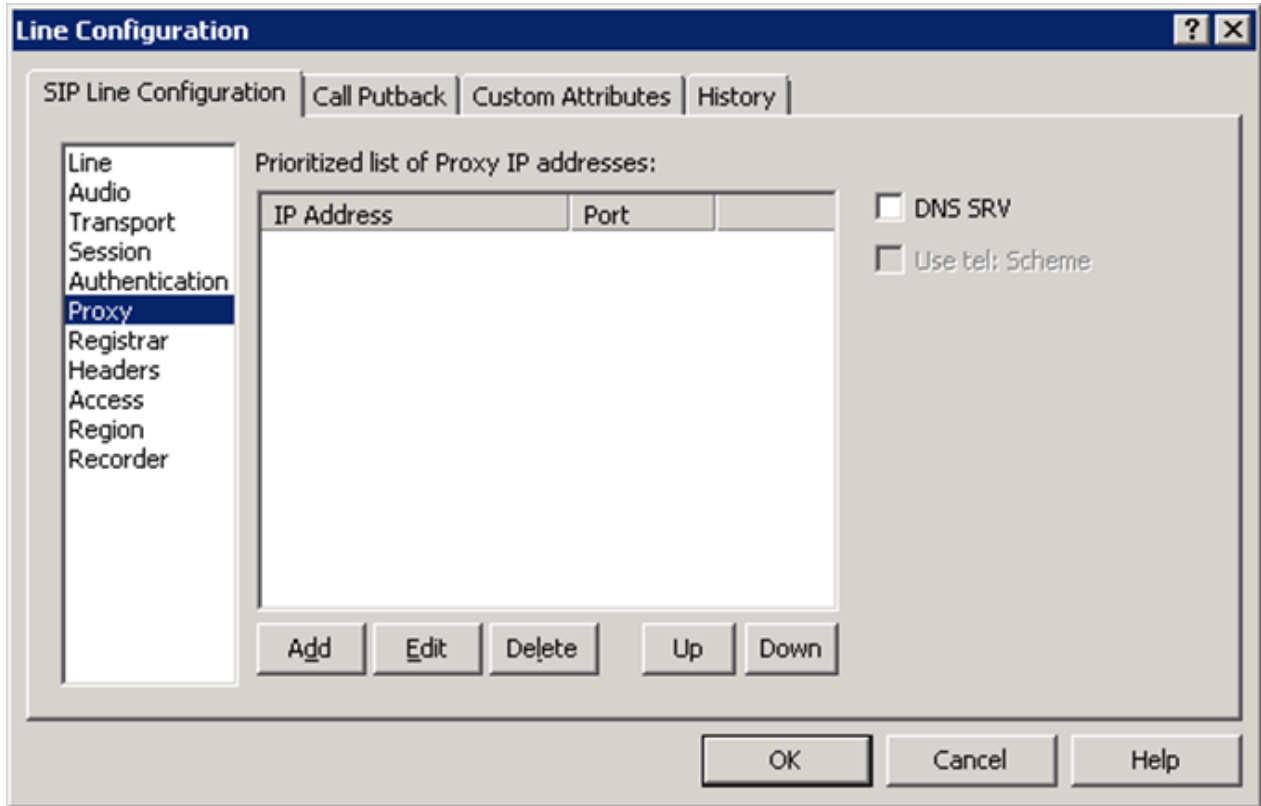 Line Configuration
SIP Line Configuration Call Putback Custom Attributes History
Line
Audio
Transport
Session
Authentication
Proxy
Registrar
Headers
Access
Region
Recorder
Prioritized list of Proxy IP addresses:
IP Address Port
DNS SRV
Use tel: Scheme
Add Edit Delete Up Down
OK Cancel Help